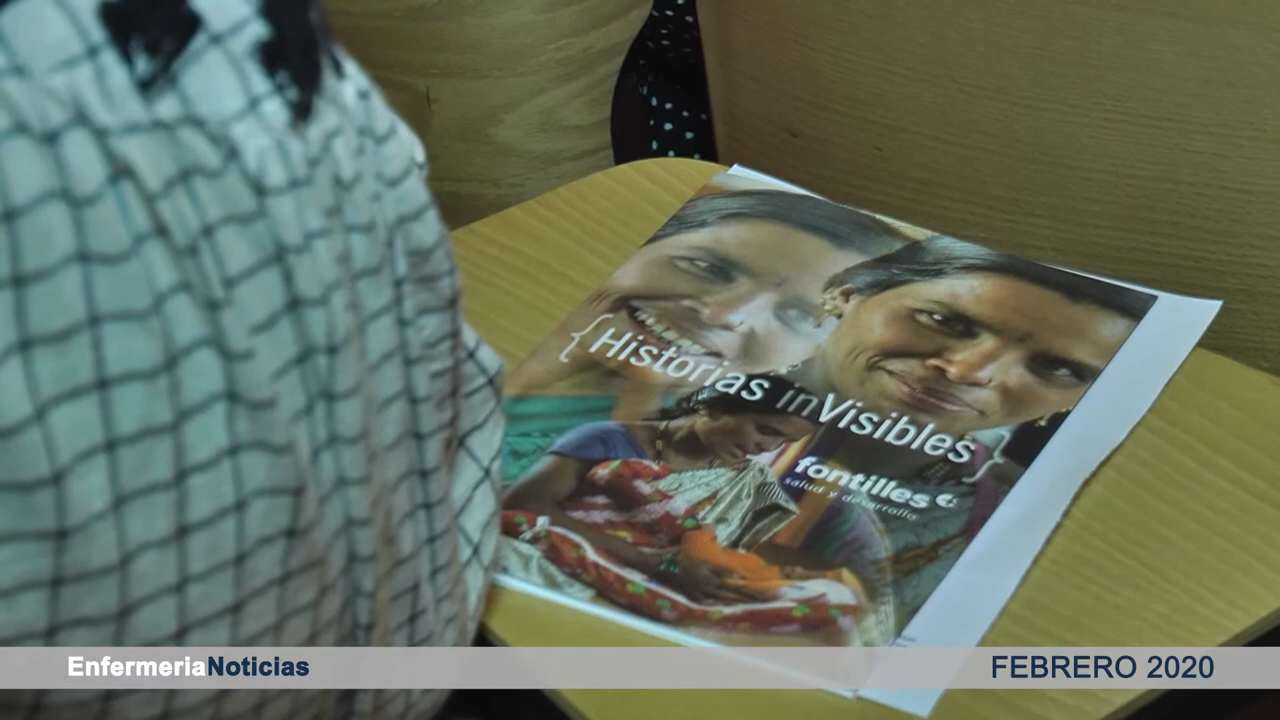 {Historias inVisibles}
fontilles
salud y desarrollo
EnfermeriaNoticias
FEBRERO 2020